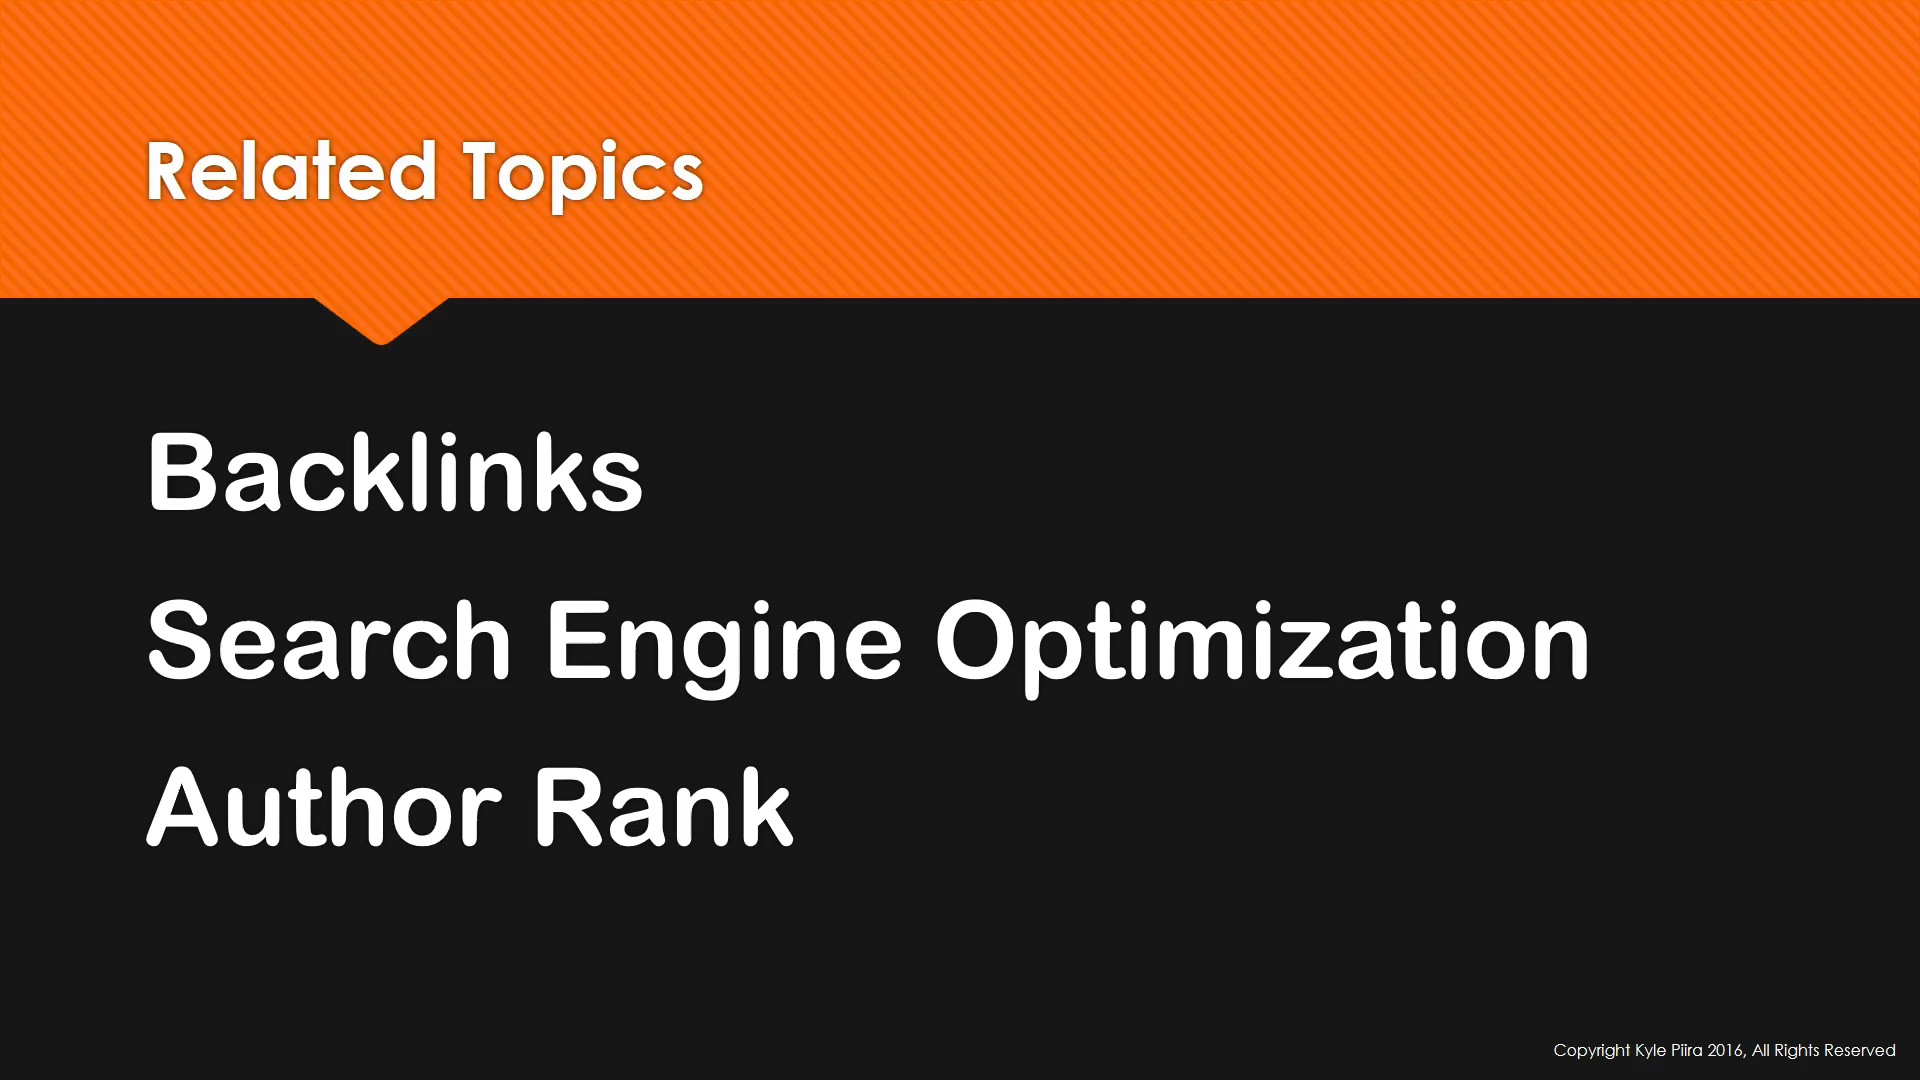 Related Topics
Backlinks
Search Engine Optimization
Author Rank
Copyright Kyle Piira 2016, All Rights Reserved